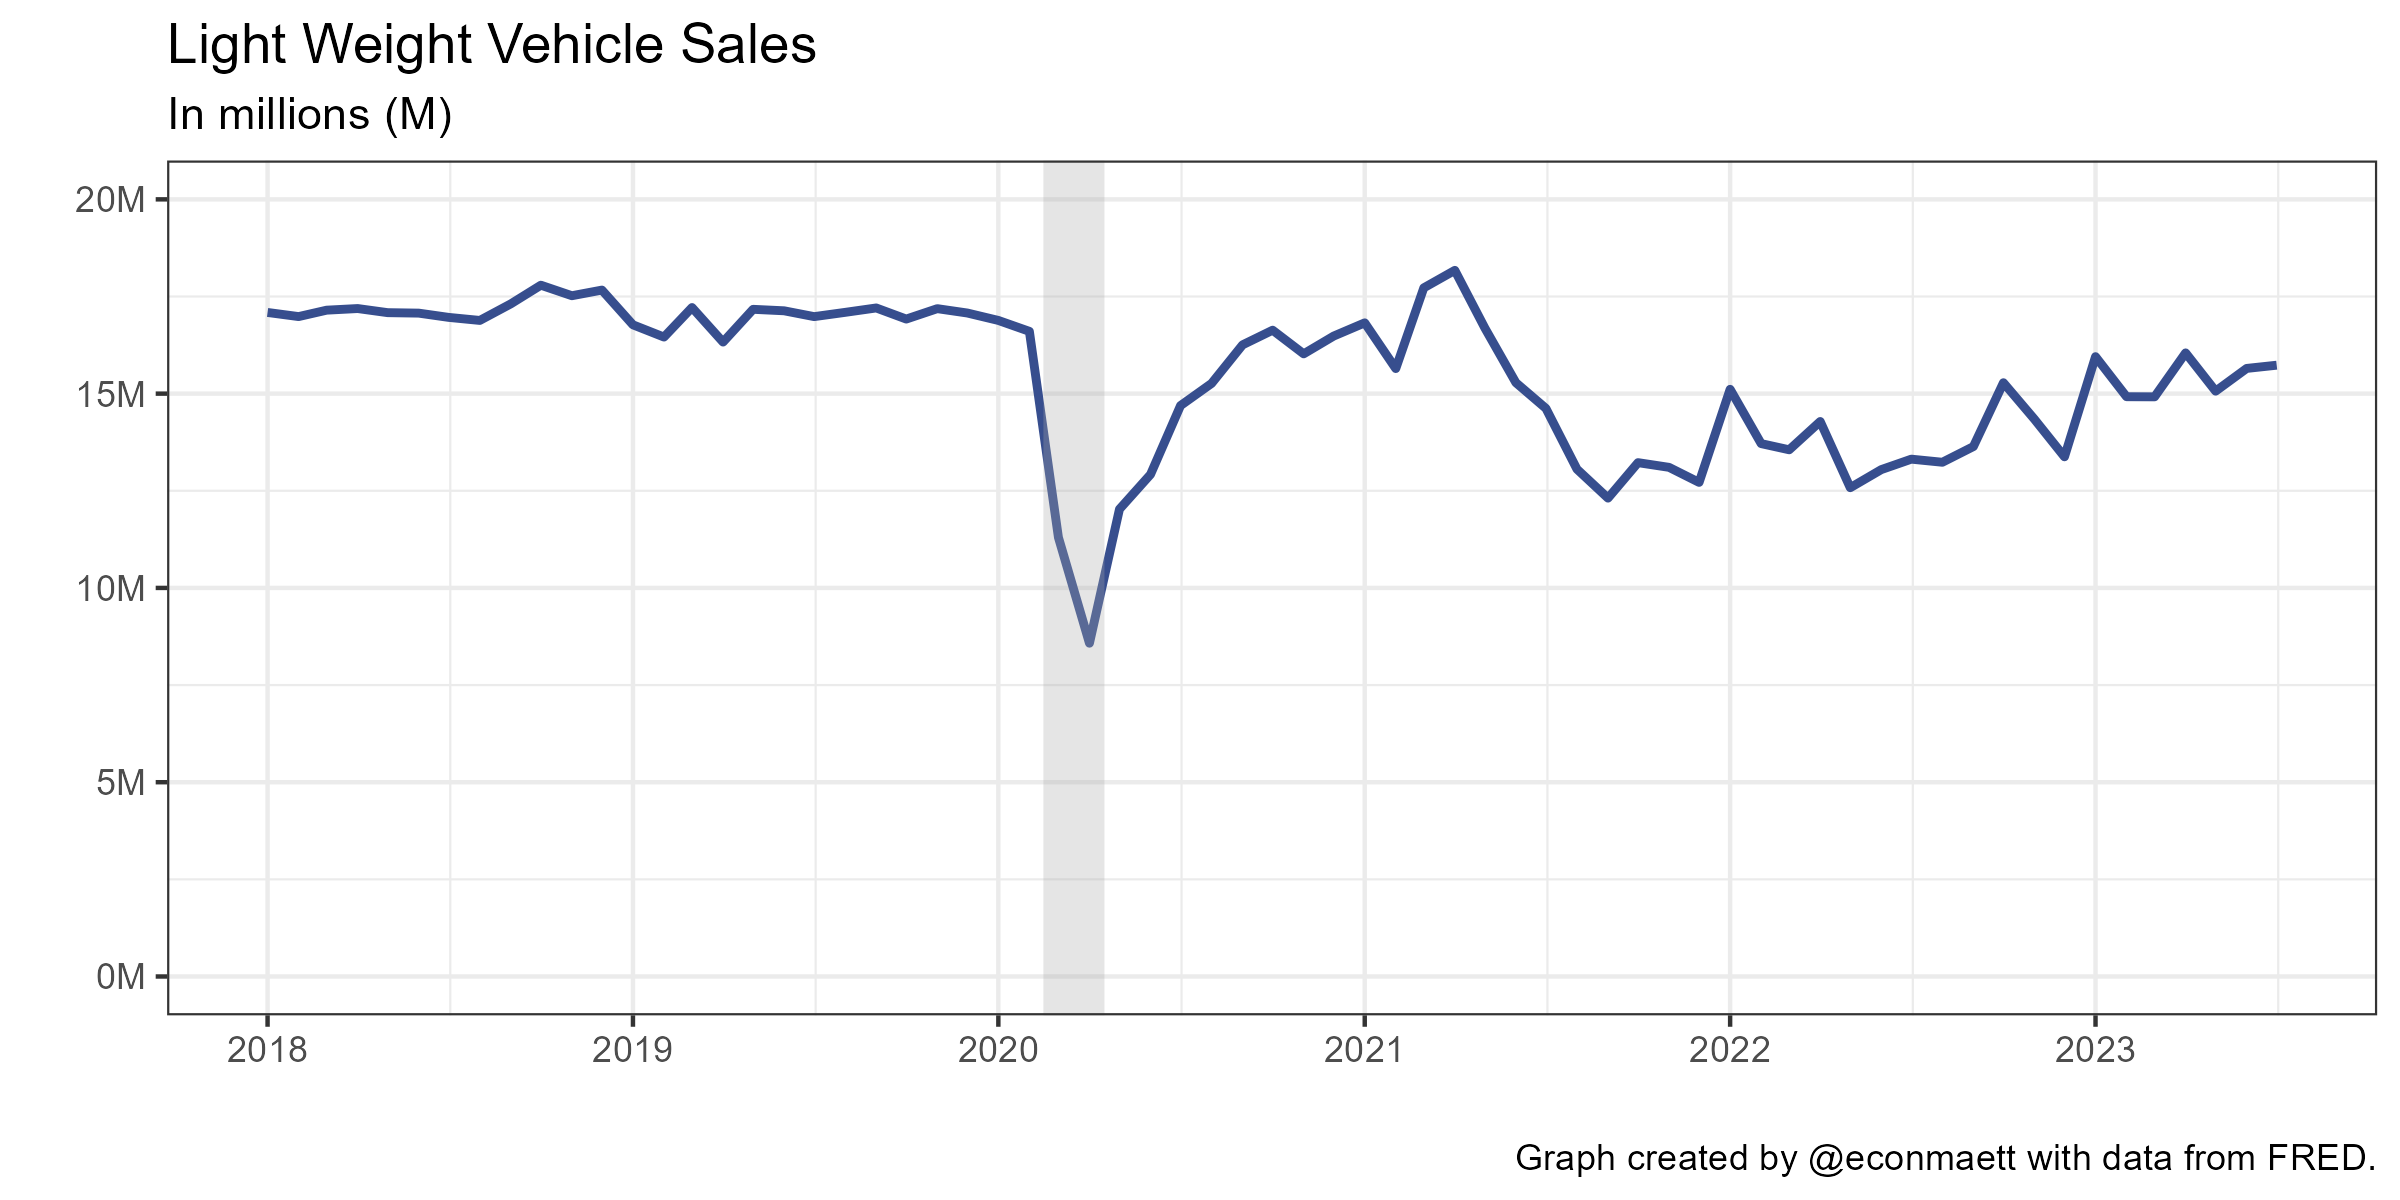 Light Weight Vehicle Sales
In millions (M)
20M
15M
10M
5M
0M
2018 2019 2020 2021 2022 2023
Graph created by @econmaett with data from FRED.